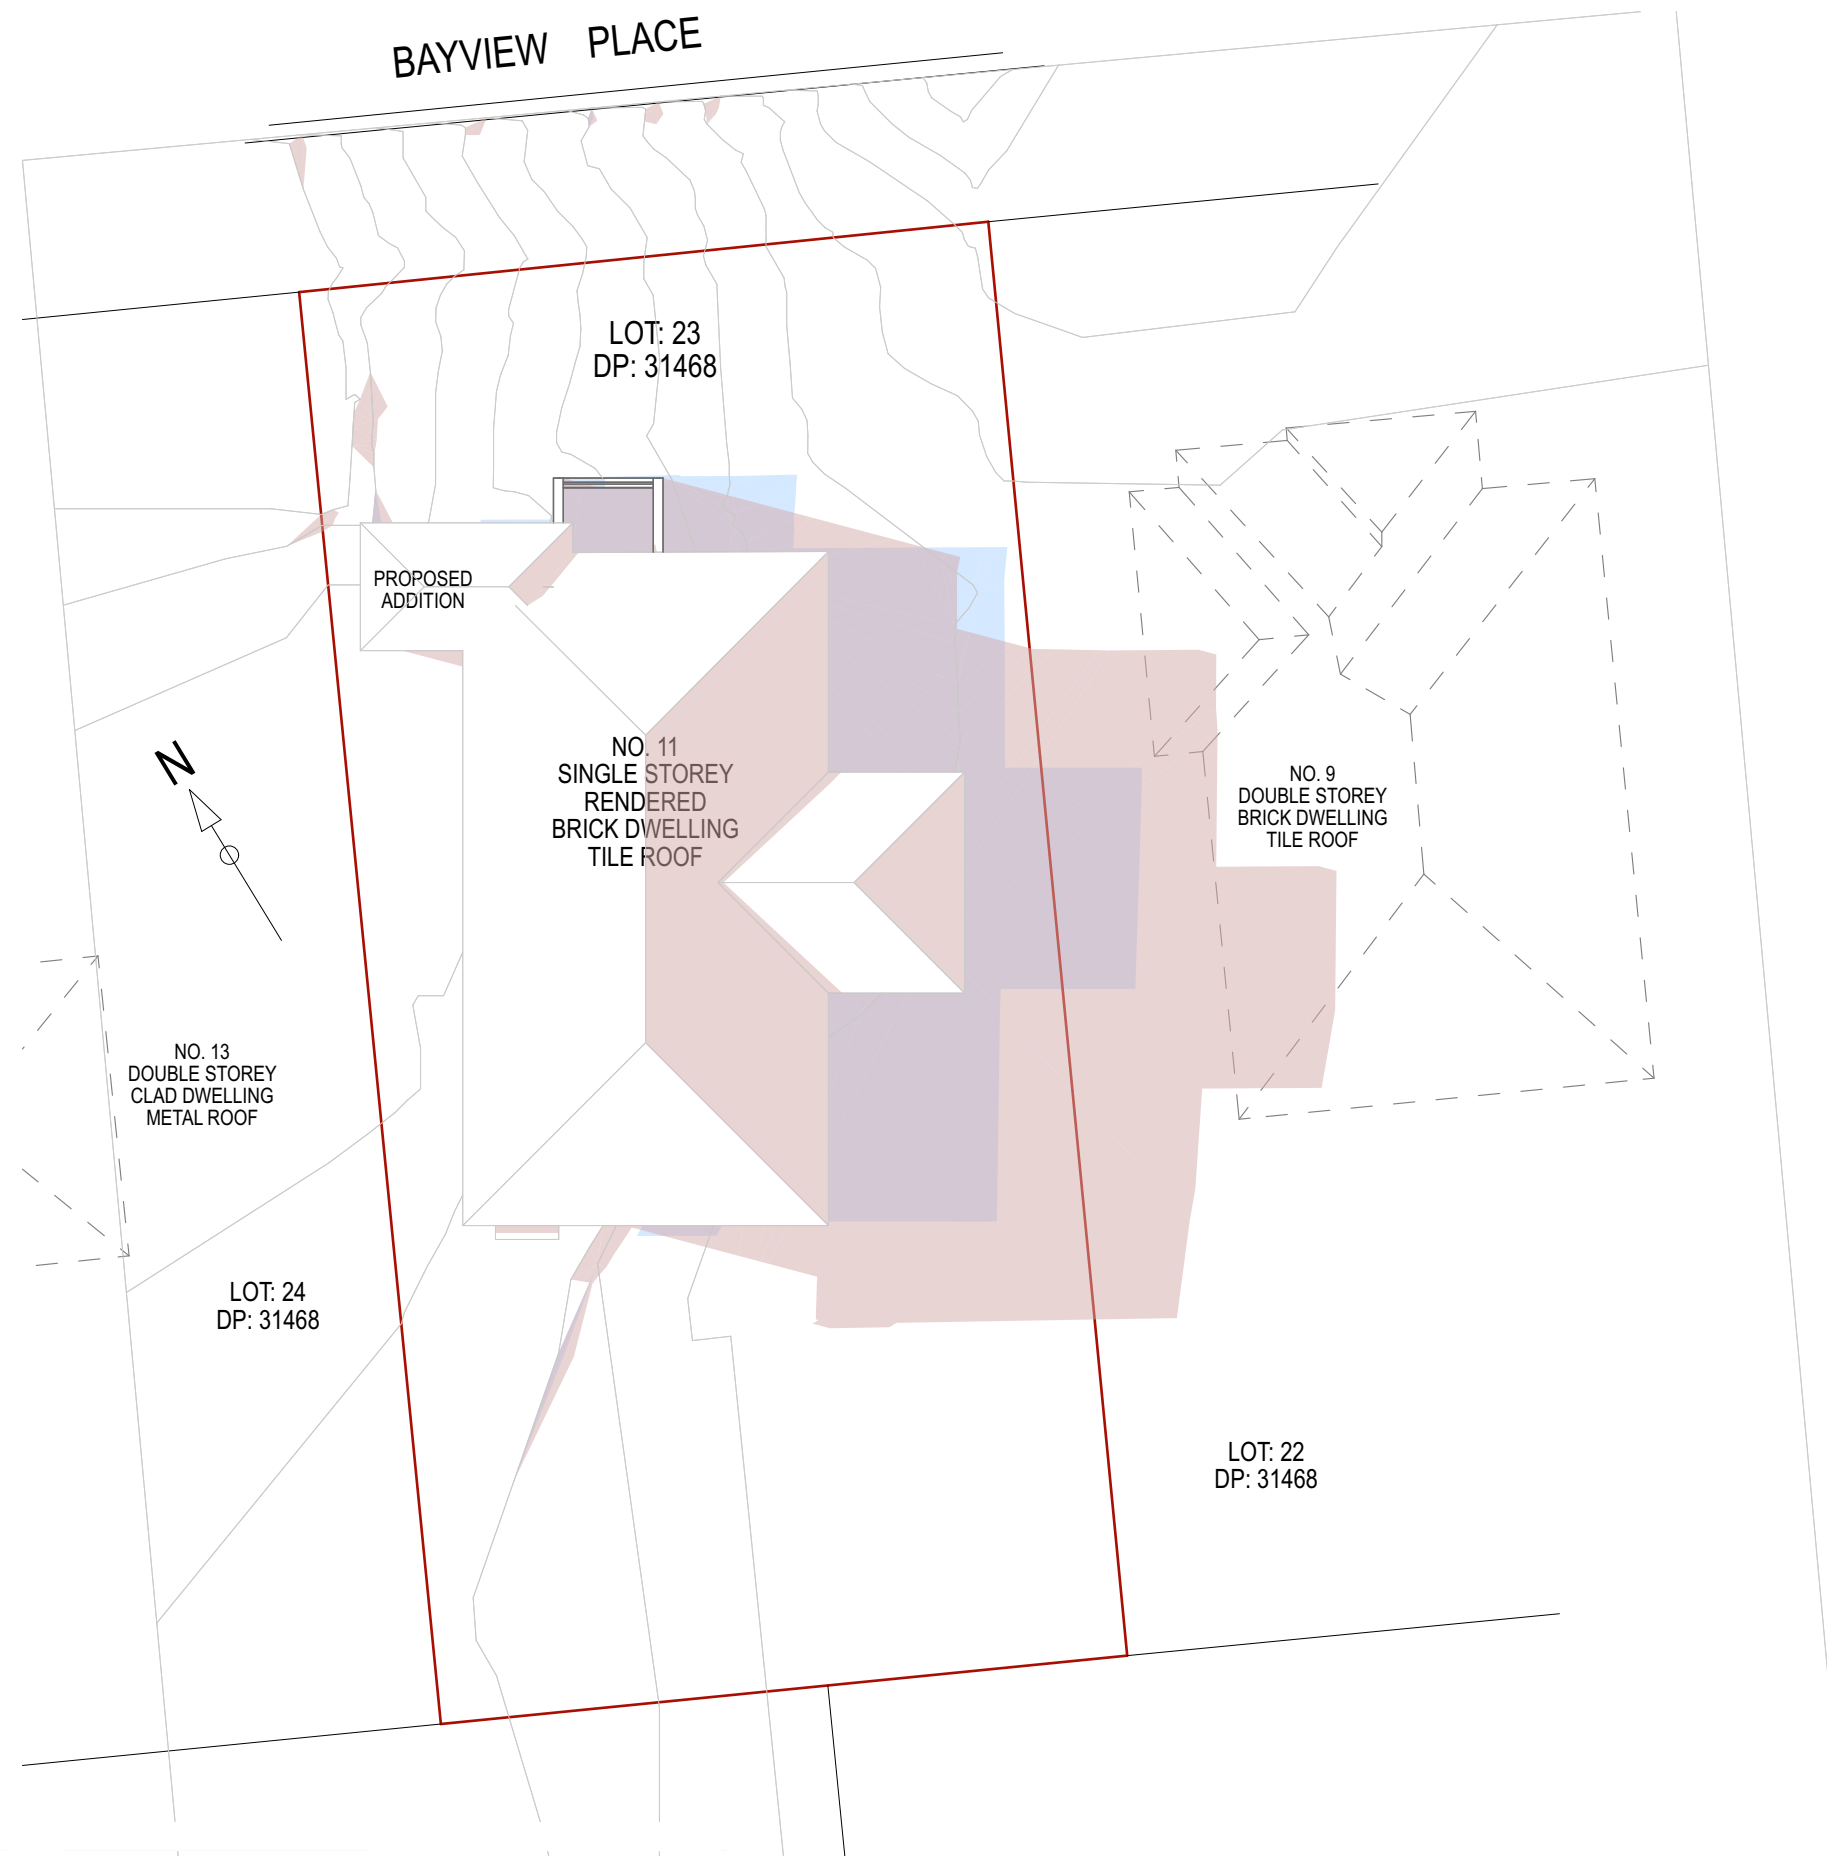 BAYVIEW PLACE
LOT: 23
DP: 31468
PROPOSED
ADDITION
N
NO. 11
SINGLE STOREY
RENDERED
BRICK DWELLING
TILE ROOF
NO. 9
DOUBLE STOREY
BRICK DWELLING
TILE ROOF
NO. 13
DOUBLE STOREY
CLAD DWELLING
METAL ROOF
LOT: 24
DP: 31468
LOT: 22
DP: 31468